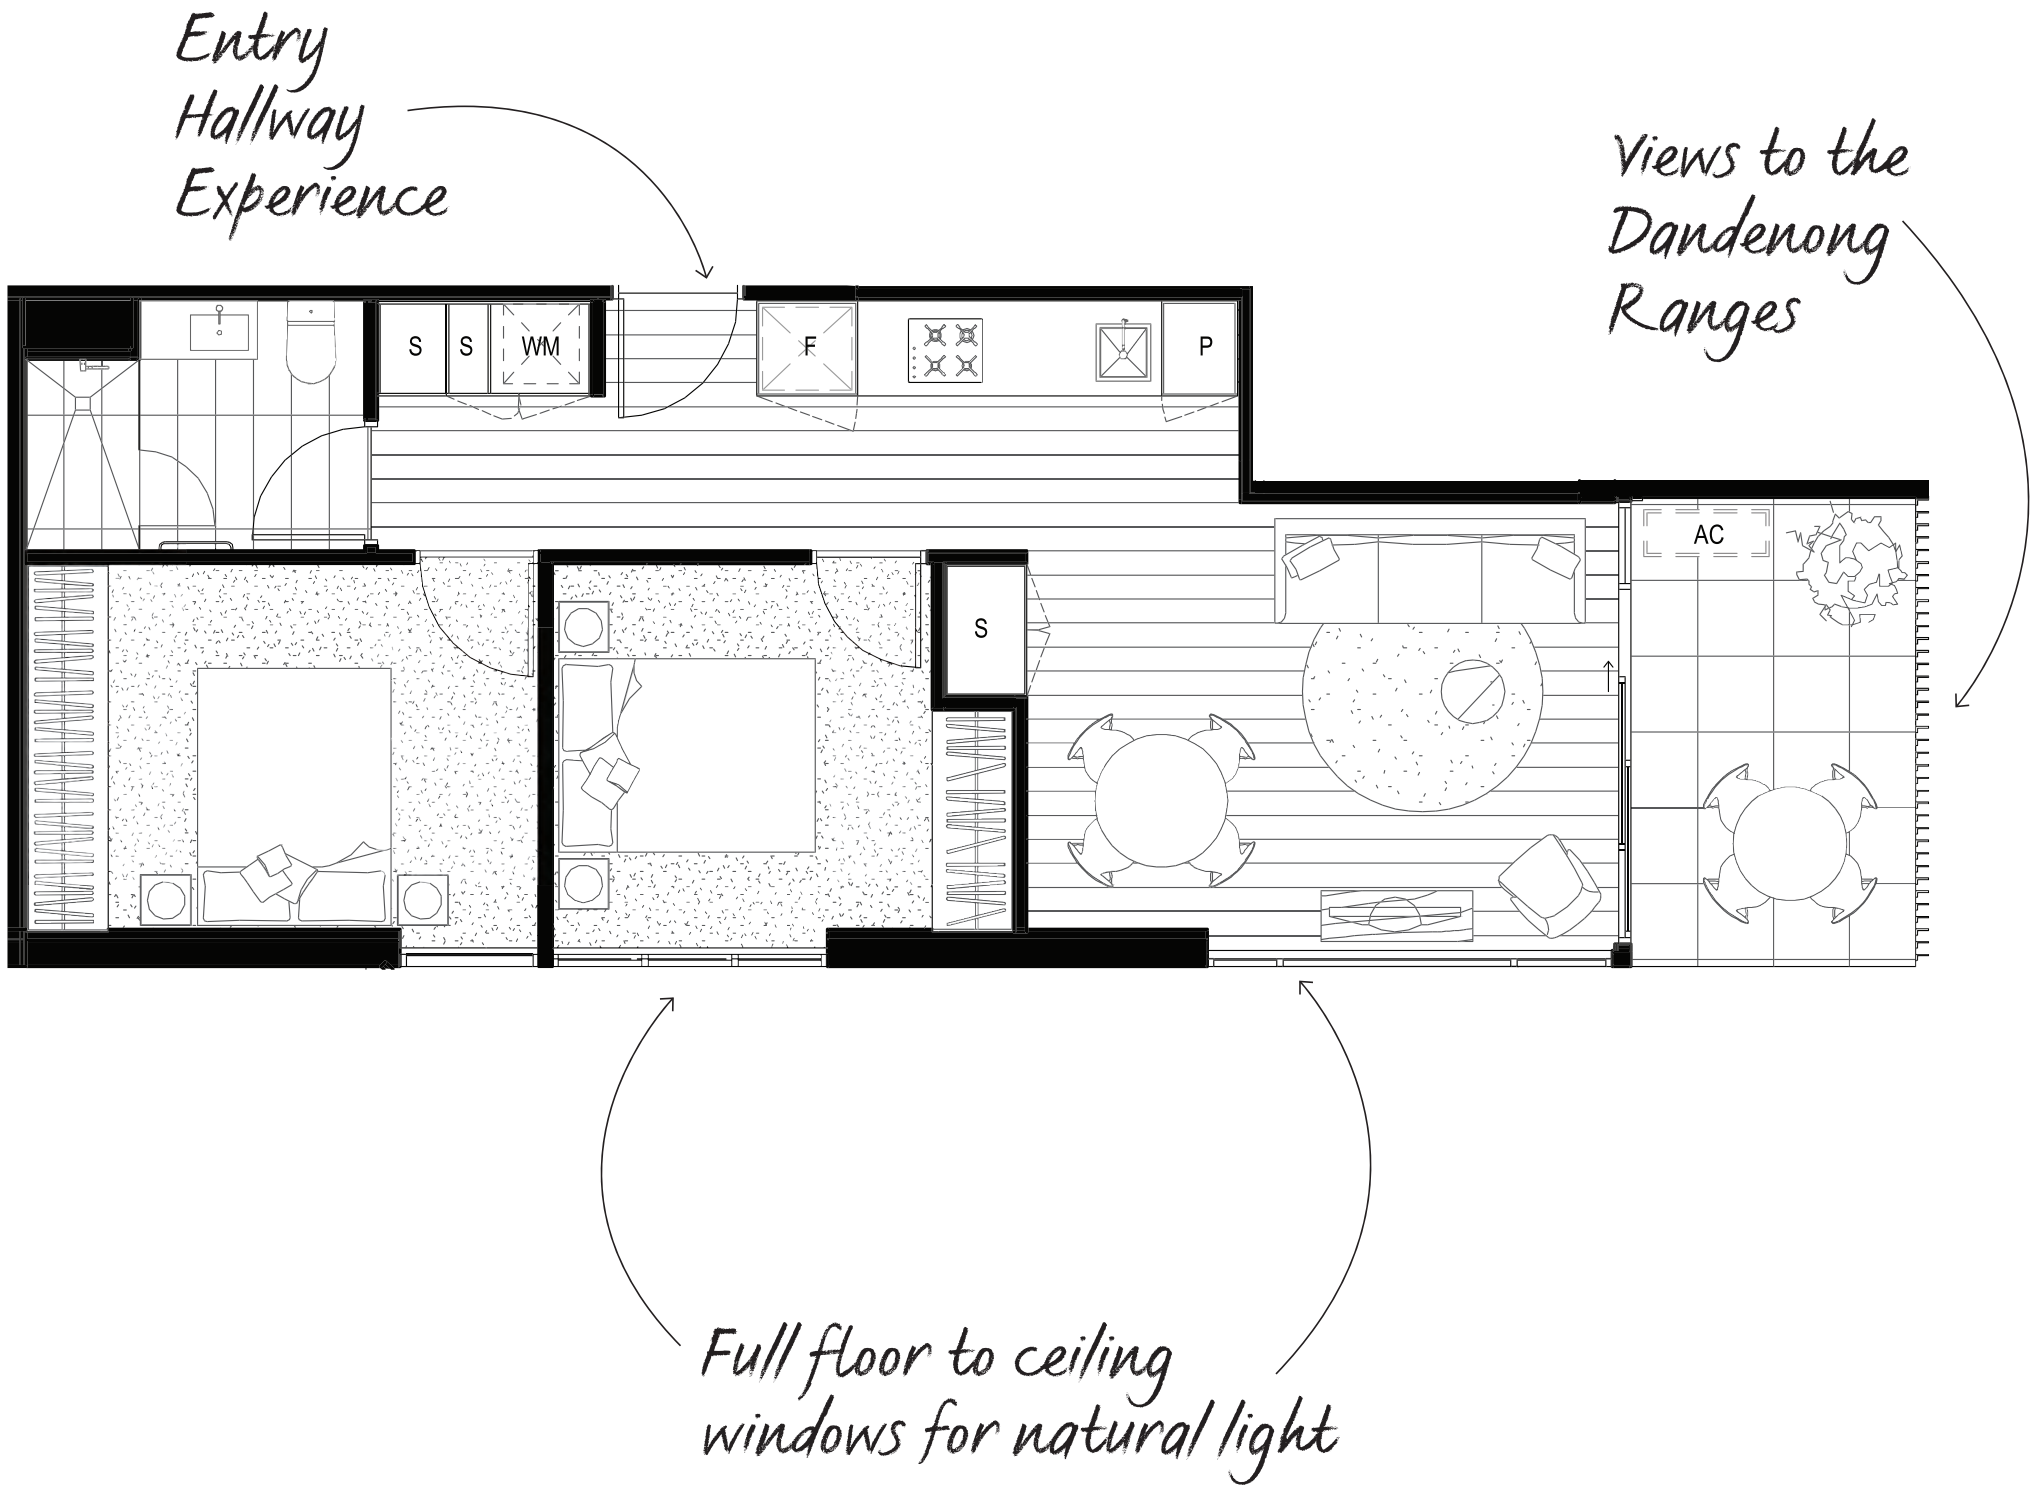 Entry
Hallway
Experience
Views to the
Dandenong
Ranges
S S WM F P
AC
S
Full floor to ceiling
windows for natural light